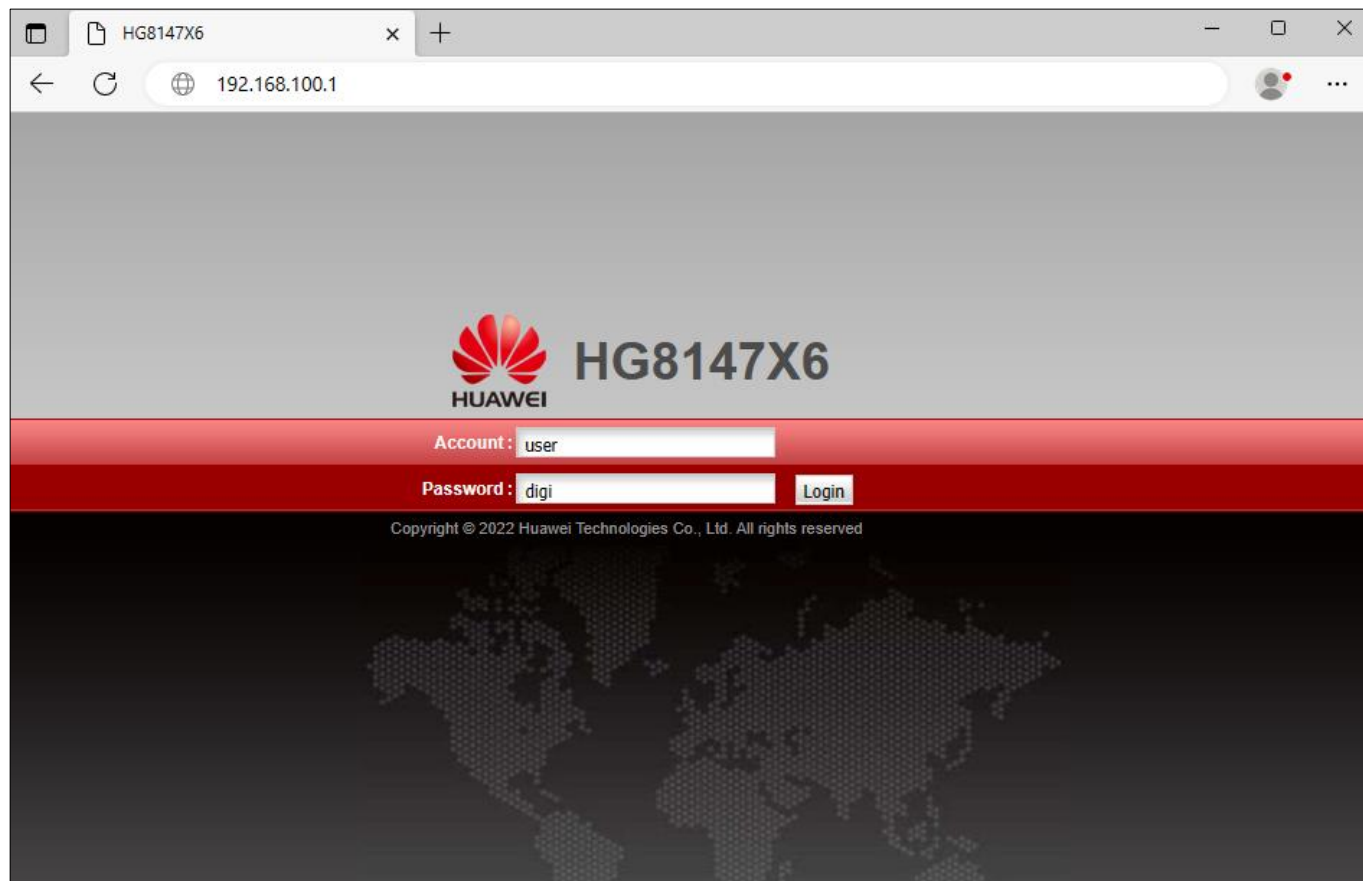 HG8147X6
192.168.100.1
HUAWEI
HG8147X6
Account : user
Password : digi Login
Copyright © 2022 Huawei Technologies Co., Ltd. All rights reserved